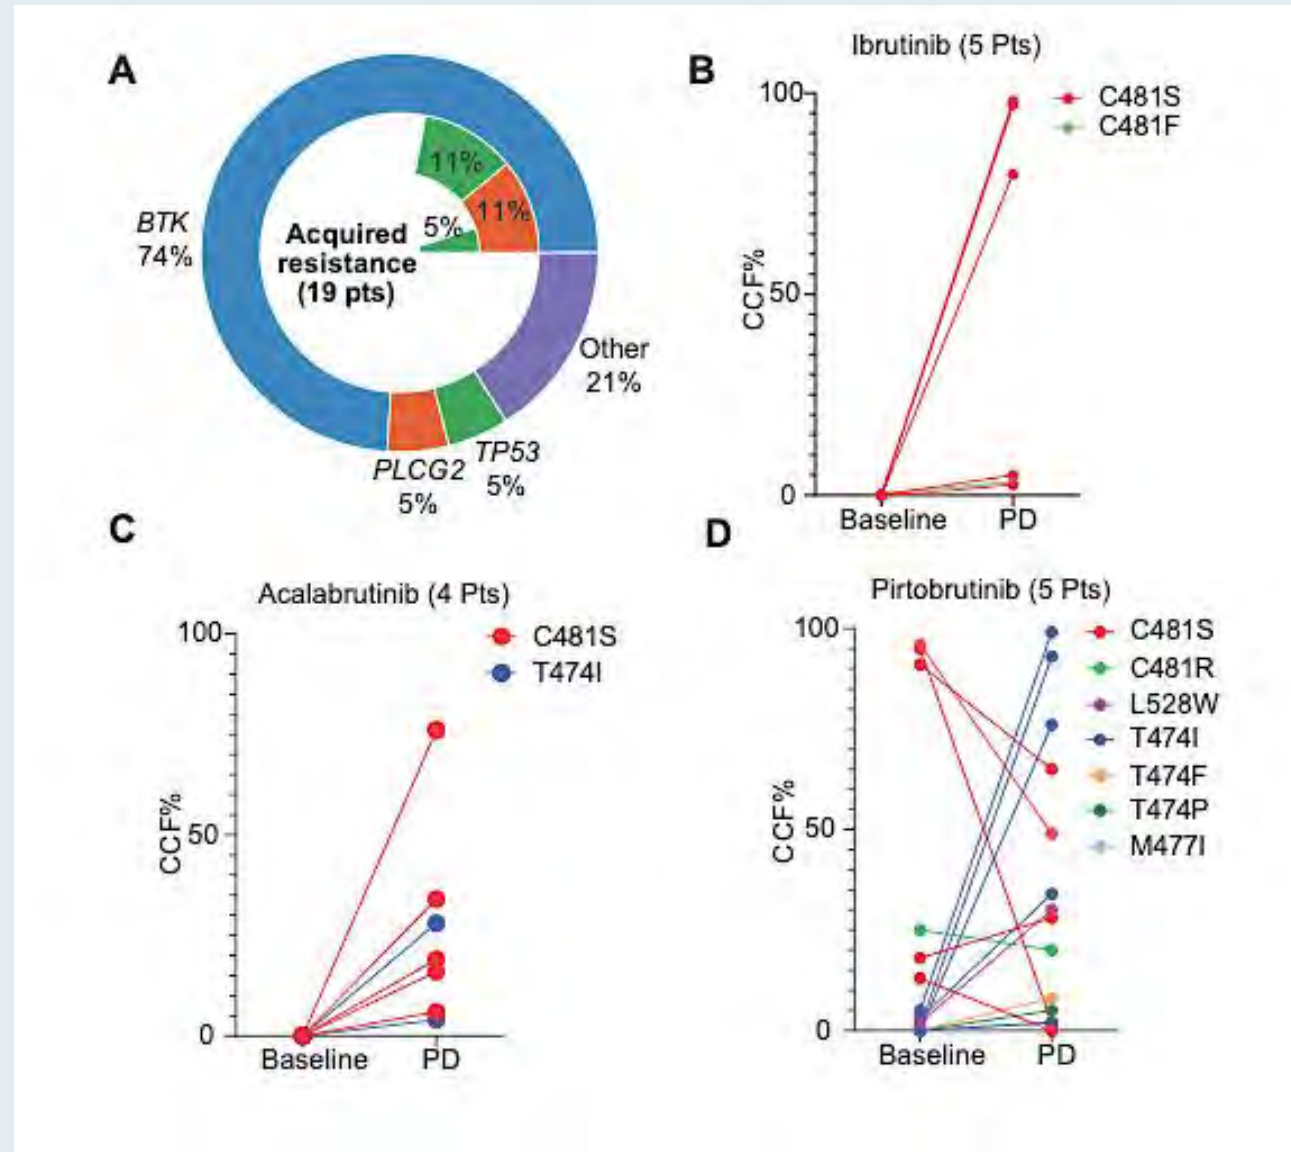 A
BTK
74%
Acquired
resistance
(19 pts)
11%
11%
5%
Other
21%
PLCG2
5%
TP53
5%
B
Ibrutinib (5 Pts)
CCF%
100
50
0
Baseline
PD
C481S
C481F
C
Acalabrutinib (4 Pts)
CCF%
100
50
0
Baseline
PD
C481S
T474I
D
Pirtobrutinib (5 Pts)
CCF%
100
50
0
Baseline
PD
C481S
C481R
L528W
T474I
T474F
T474P
M477I